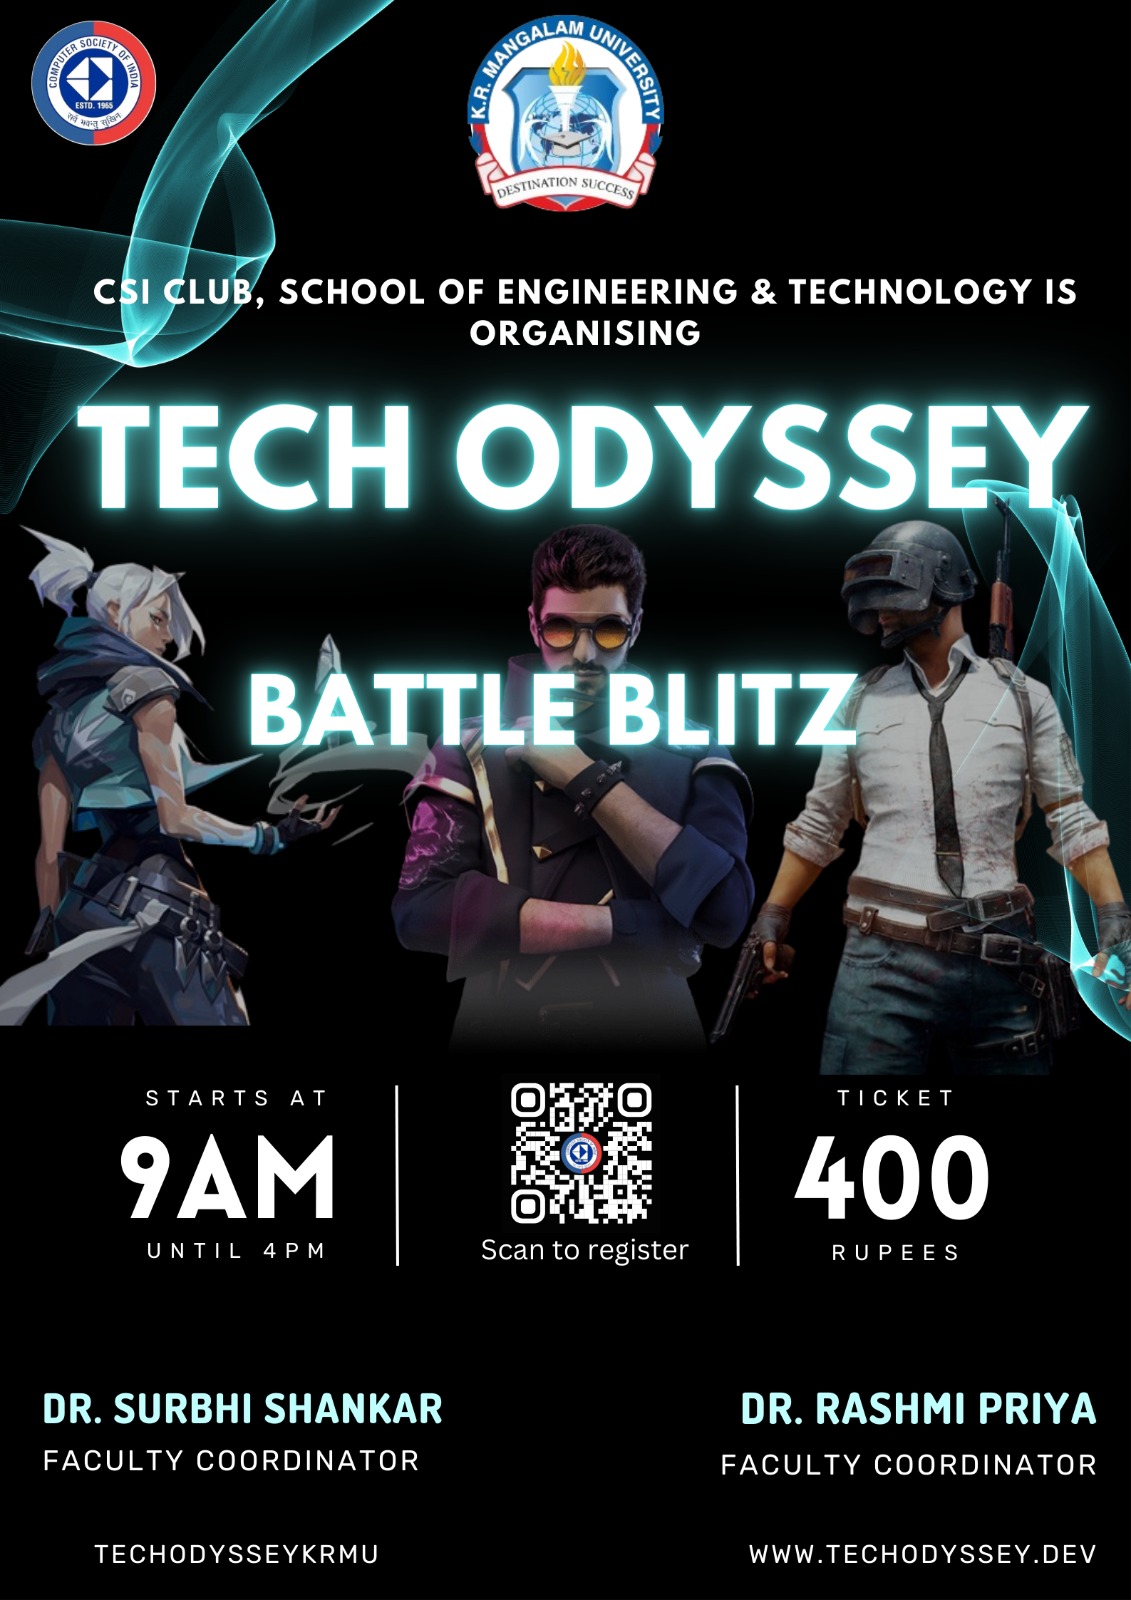 COMPUTER SOCIETY OF INDIA
ESTD. 1965
सर्वे भवन्तु सुखिनः
K.R. MANGALAM UNIVERSITY
DESTINATION SUCCESS
CSI CLUB, SCHOOL OF ENGINEERING & TECHNOLOGY IS
ORGANISING
TECH ODYSSEY
BATTLE BLITZ
STARTS AT
9AM
UNTIL 4PM
Scan to register
TICKET
400
RUPEES
DR. SURBHI SHANKAR
FACULTY COORDINATOR
DR. RASHMI PRIYA
FACULTY COORDINATOR
TECHODYSSEYKRMU
WWW.TECHODYSSEY.DEV